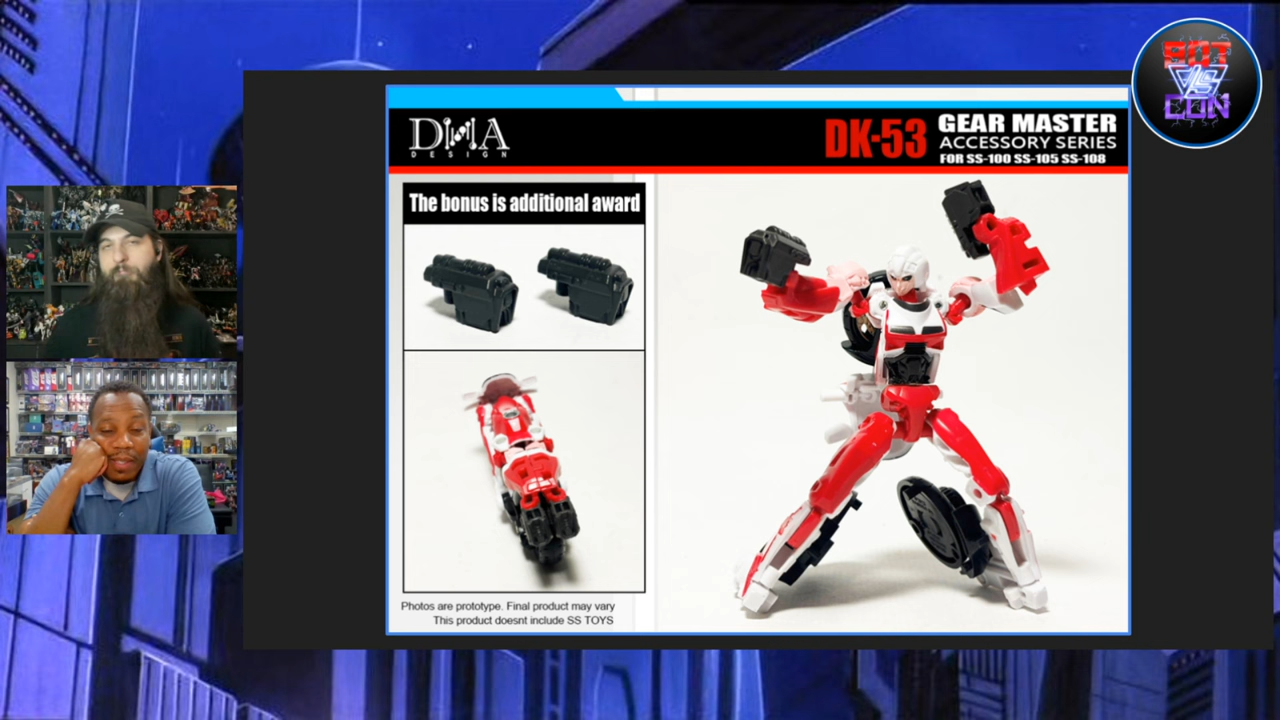 BOT
VS
CON
DNA
DESIGN
DK-53
GEAR MASTER
ACCESSORY SERIES
FOR SS-100 SS-105 SS-108
The bonus is additional award
Photos are prototype. Final product may vary
This product doesnt include SS TOYS